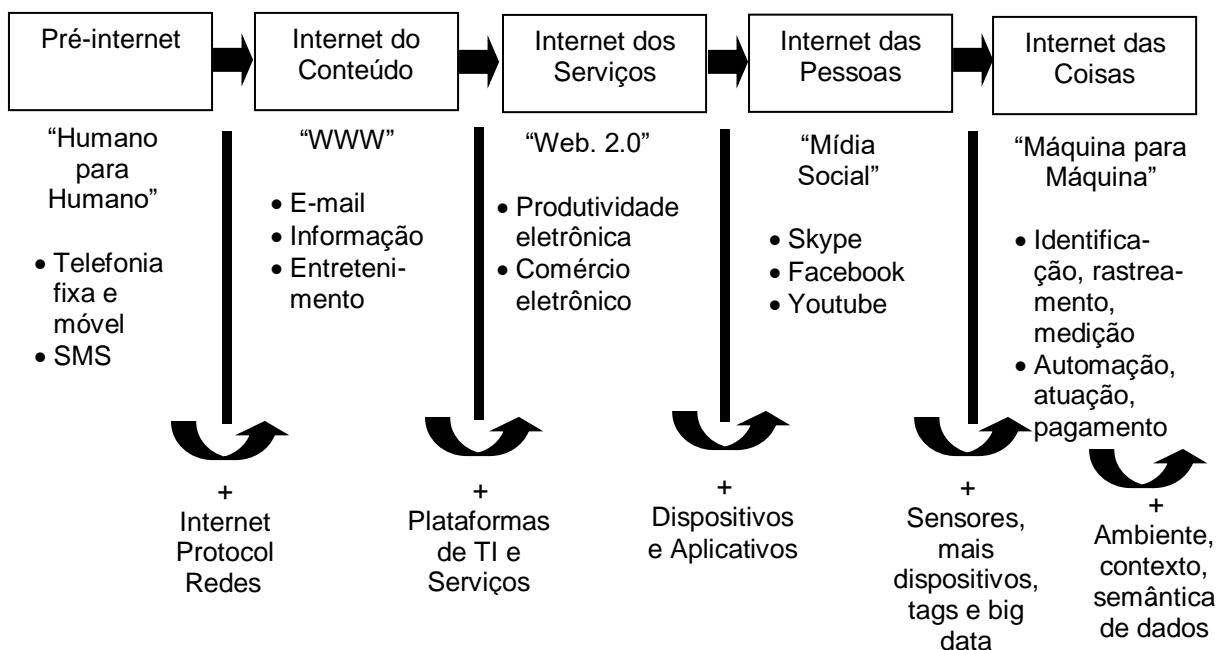 Pré-internet
Internet do
Conteúdo
Internet dos
Serviços
Internet das
Pessoas
Internet das
Coisas
“Humano
para
Humano”
• Telefonia
fixa e
móvel
• SMS
“WWW”
• E-mail
• Informação
• Entreteni-
mento
“Web. 2.0”
• Produtividade
eletrônica
• Comércio
eletrônico
“Mídia
Social”
• Skype
• Facebook
• Youtube
“Máquina para
Máquina”
• Identifica-
ção, rastrea-
mento,
medição
• Automação,
atuação,
pagamento
+
Internet
Protocol
Redes
+
Plataformas
de TI e
Serviços
+
Dispositivos
e Aplicativos
+
Sensores,
mais
dispositivos,
tags e big
data
+
Ambiente,
contexto,
semântica
de dados